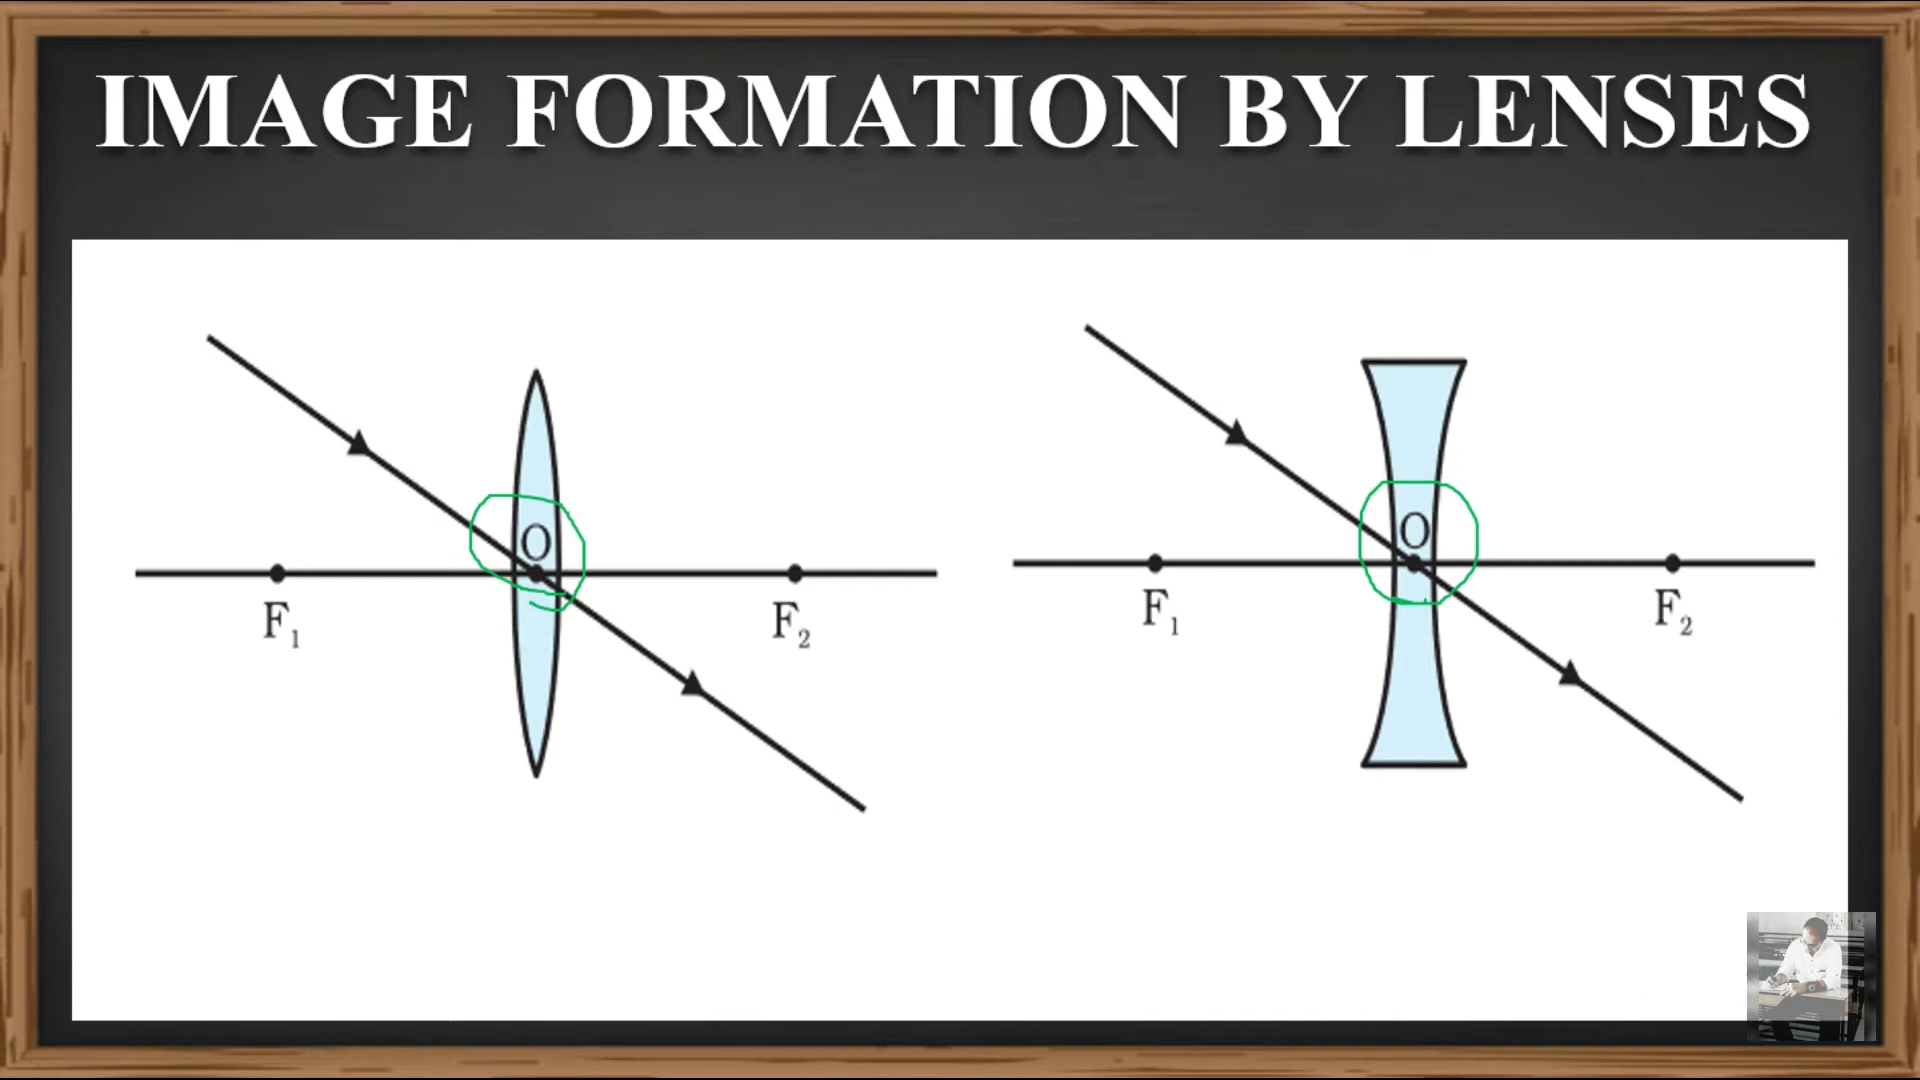 IMAGE FORMATION BY LENSES
O
F₁
F₂
O
F₁
F₂